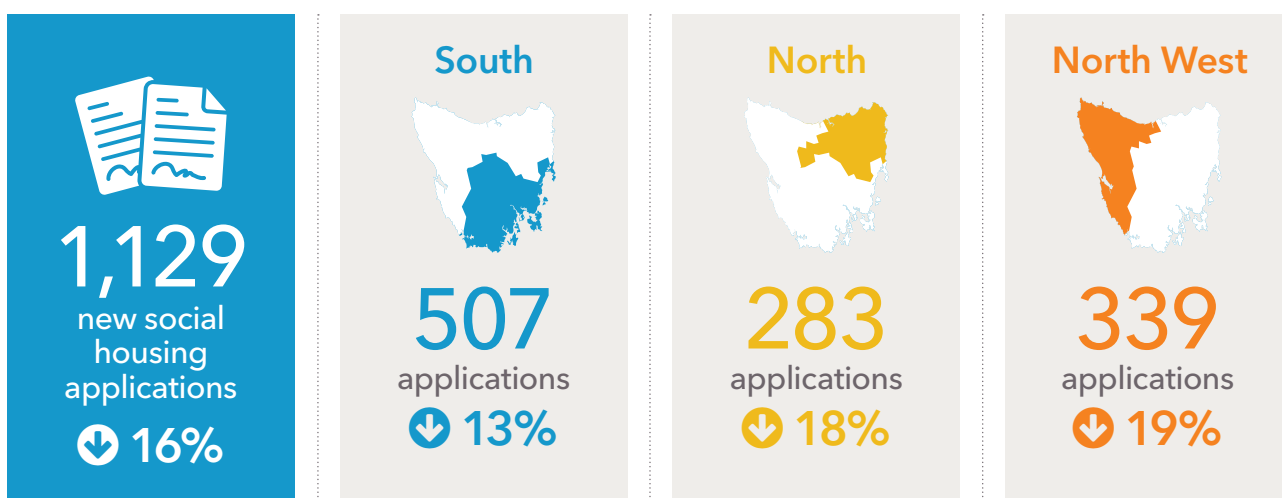 1,129
new social
housing
applications
16%
South
507
applications
13%
North
283
applications
18%
North West
339
applications
19%